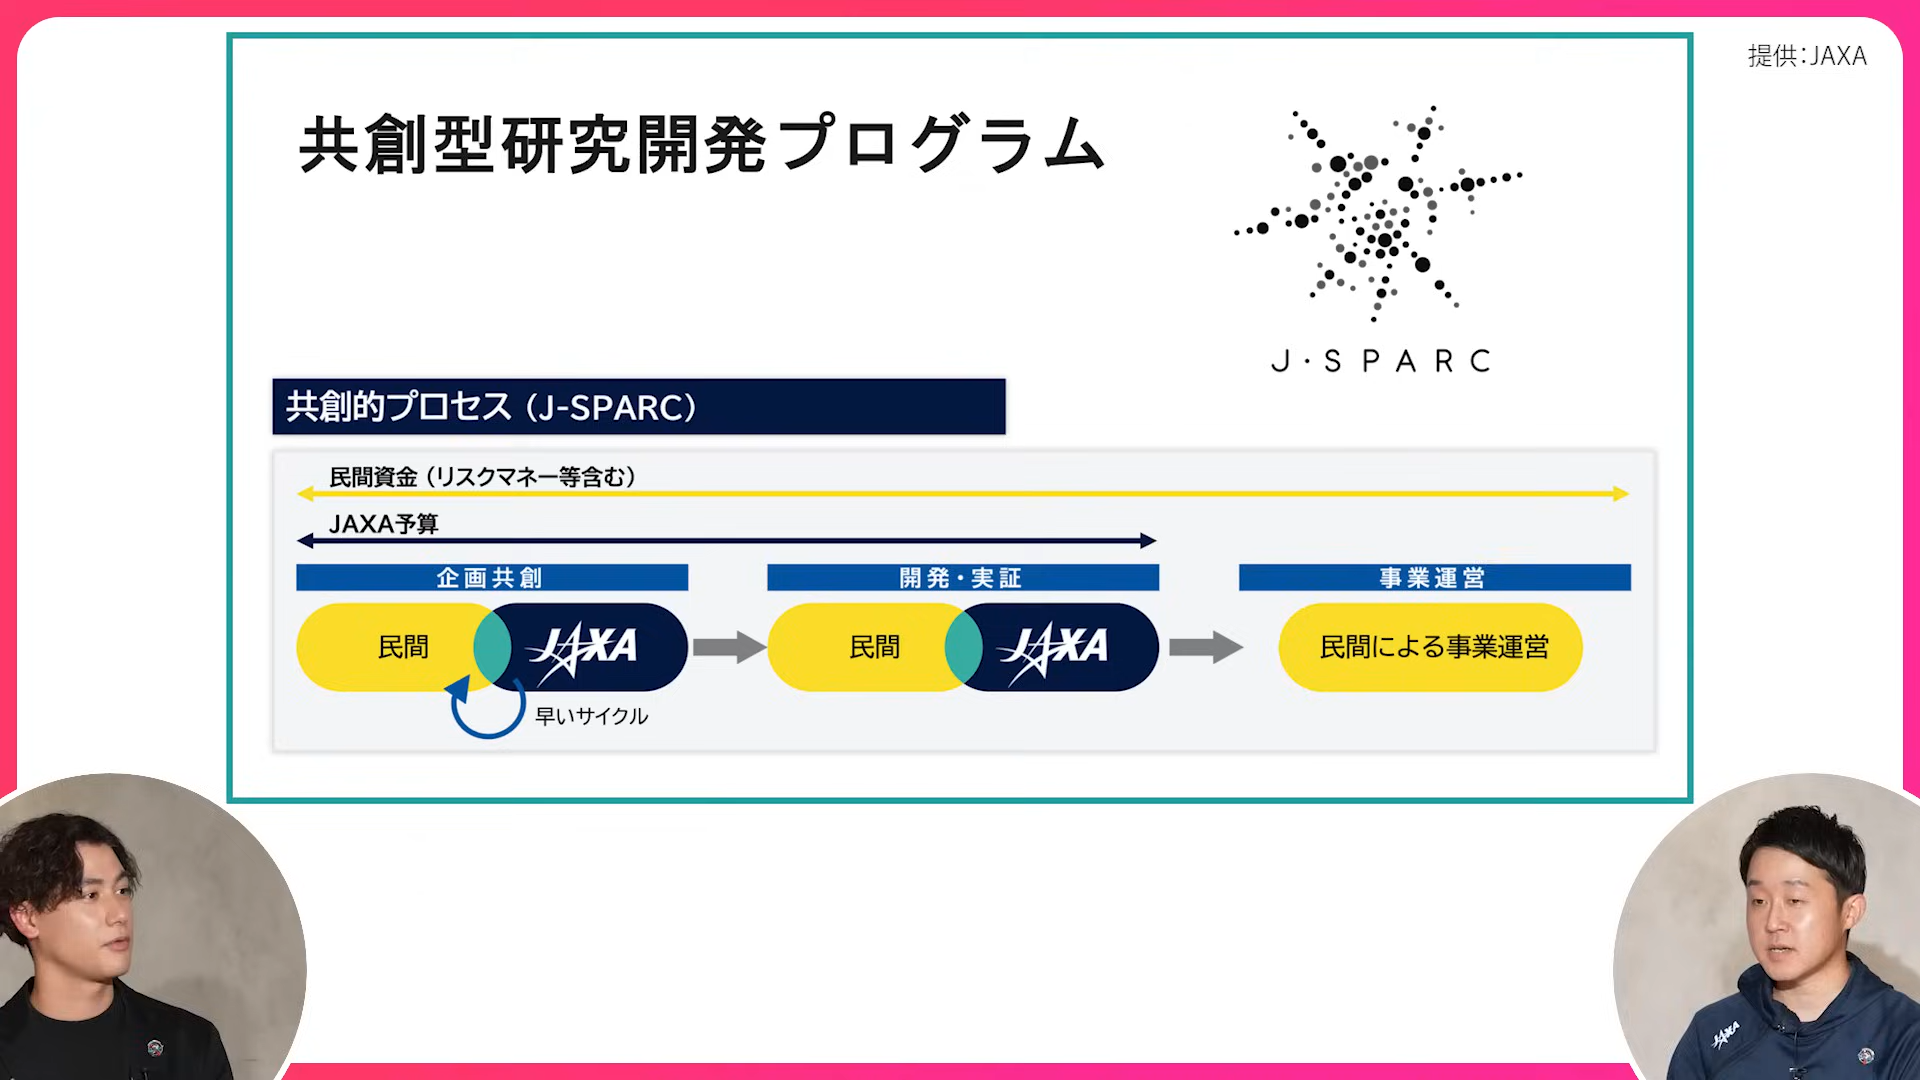 提供：JAXA
共創型研究開発プログラム
J・SPARC
共創的プロセス（J-SPARC）
民間資金（リスクマネー等含む）
JAXA予算
企画共創
開発・実証
事業運営
民間
JAXA
民間
JAXA
民間による事業運営
早いサイクル
JAXA